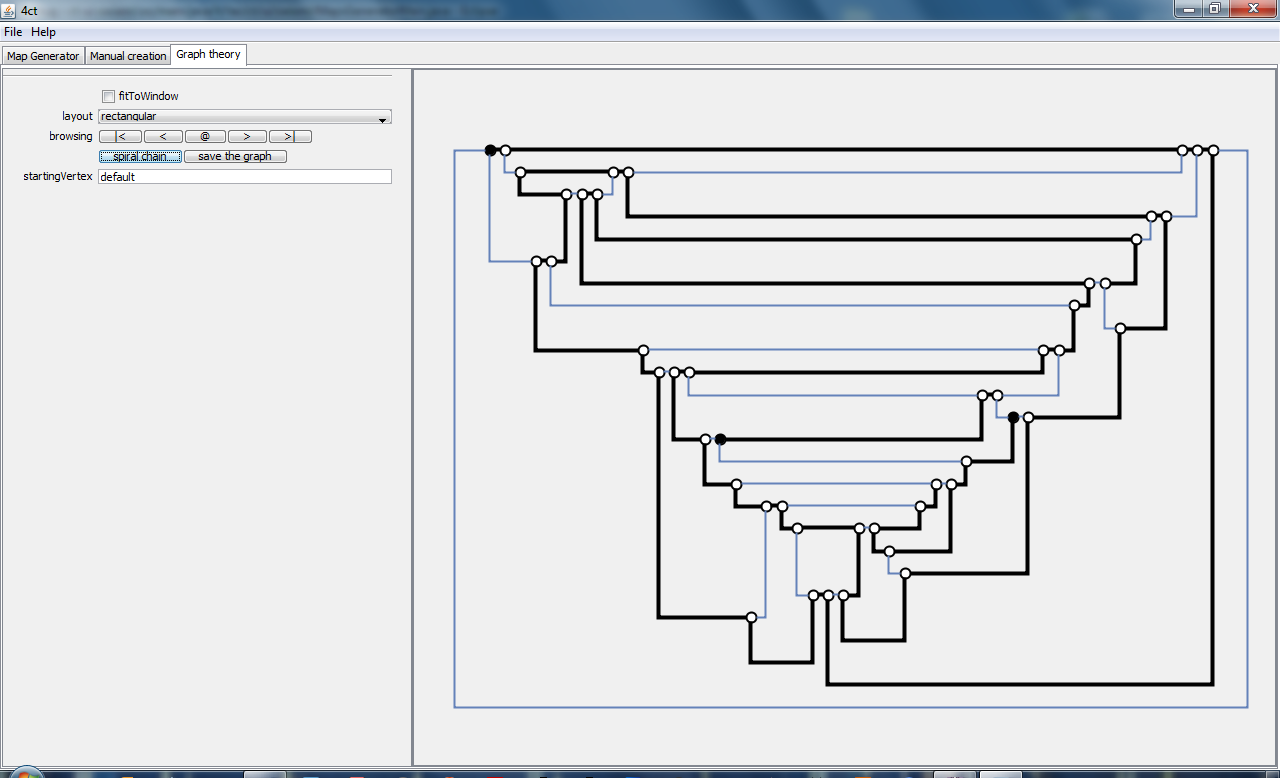 4ct
File Help
Map Generator Manual creation Graph theory
fitToWindow
layout rectangular
browsing |< < @ > >|
spiral chain save the graph
startingVertex default